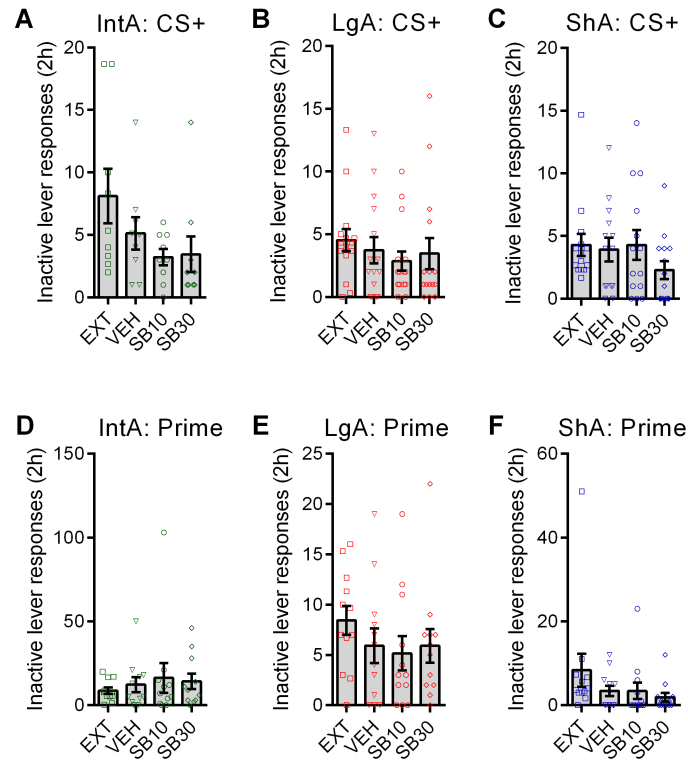 A IntA: CS+
Inactive lever responses (2h)
20
15
10
5
0
EXT
VEH
SB10
SB30
B LgA: CS+
Inactive lever responses (2h)
20
15
10
5
0
EXT
VEH
SB10
SB30
C ShA: CS+
Inactive lever responses (2h)
20
15
10
5
0
EXT
VEH
SB10
SB30
D IntA: Prime
Inactive lever responses (2h)
150
100
50
0
EXT
VEH
SB10
SB30
E LgA: Prime
Inactive lever responses (2h)
25
20
15
10
5
0
EXT
VEH
SB10
SB30
F ShA: Prime
Inactive lever responses (2h)
60
40
20
0
EXT
VEH
SB10
SB30